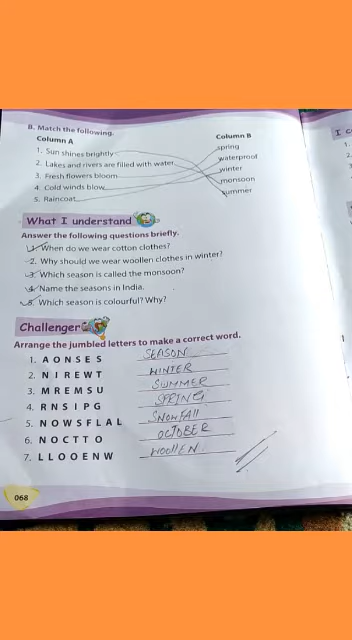 B. Match the following.
Column A
Column B
1. Sun shines brightly
spring
2. Lakes and rivers are filled with water
waterproof
3. Fresh flowers bloom
winter
4. Cold winds blow
monsoon
5. Raincoat
summer
What I understand
Answer the following questions briefly.
1. When do we wear cotton clothes?
2. Why should we wear woollen clothes in winter?
3. Which season is called the monsoon?
4. Name the seasons in India.
5. Which season is colourful? Why?
Challenger
Arrange the jumbled letters to make a correct word.
1. A O N S E S SEASON
2. N I R E W T WINTER
3. M R E M S U SUMMER
4. R N S I P G SPRING
5. N O W S F L A L SNOWFAll
6. N O C T T O OCTOBER
7. L L O O E N W WOOllEN
068
I
1.
2.